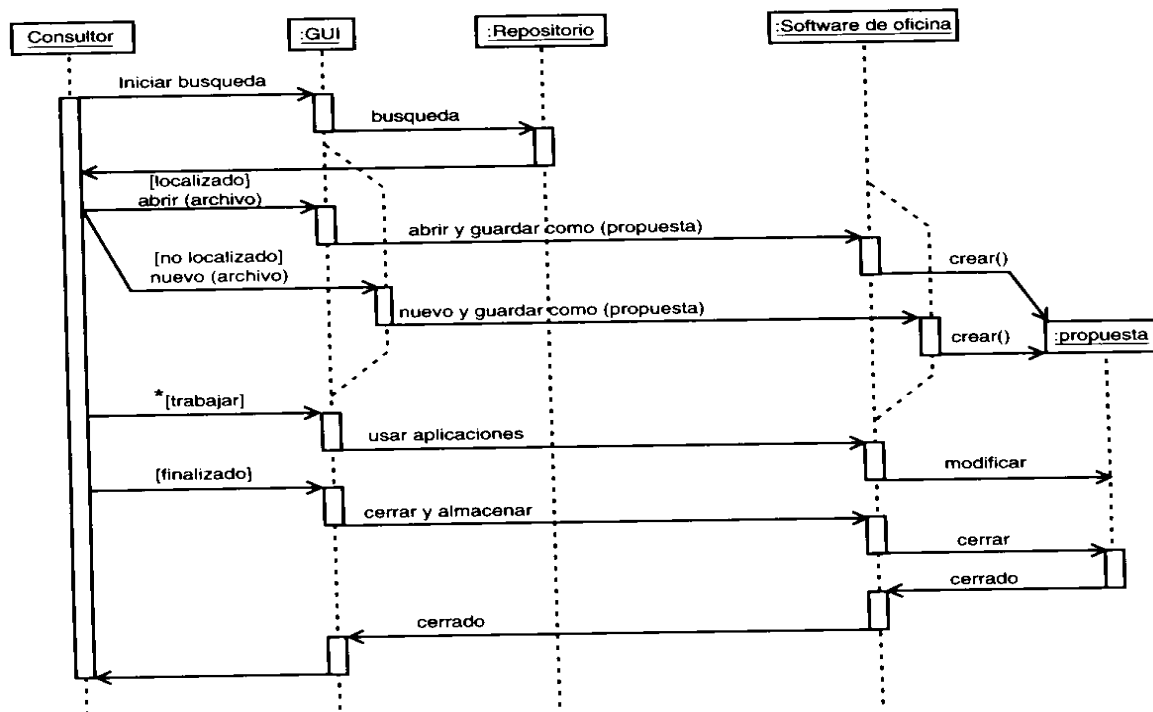 Consultor
:GUI
:Repositorio
:Software de oficina
Iniciar busqueda
busqueda
[localizado]
abrir (archivo)
abrir y guardar como (propuesta)
[no localizado]
nuevo (archivo)
crear()
nuevo y guardar como (propuesta)
crear()
:propuesta
*[trabajar]
usar aplicaciones
modificar
[finalizado]
cerrar y almacenar
cerrar
cerrado
cerrado